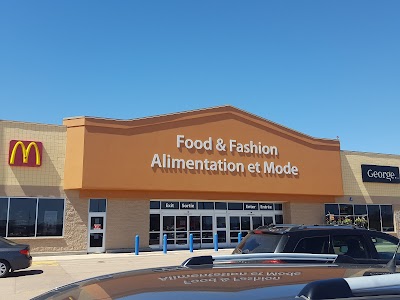 Food & Fashion
Alimentation et Mode
Exit Sortie Enter Entrée
George.